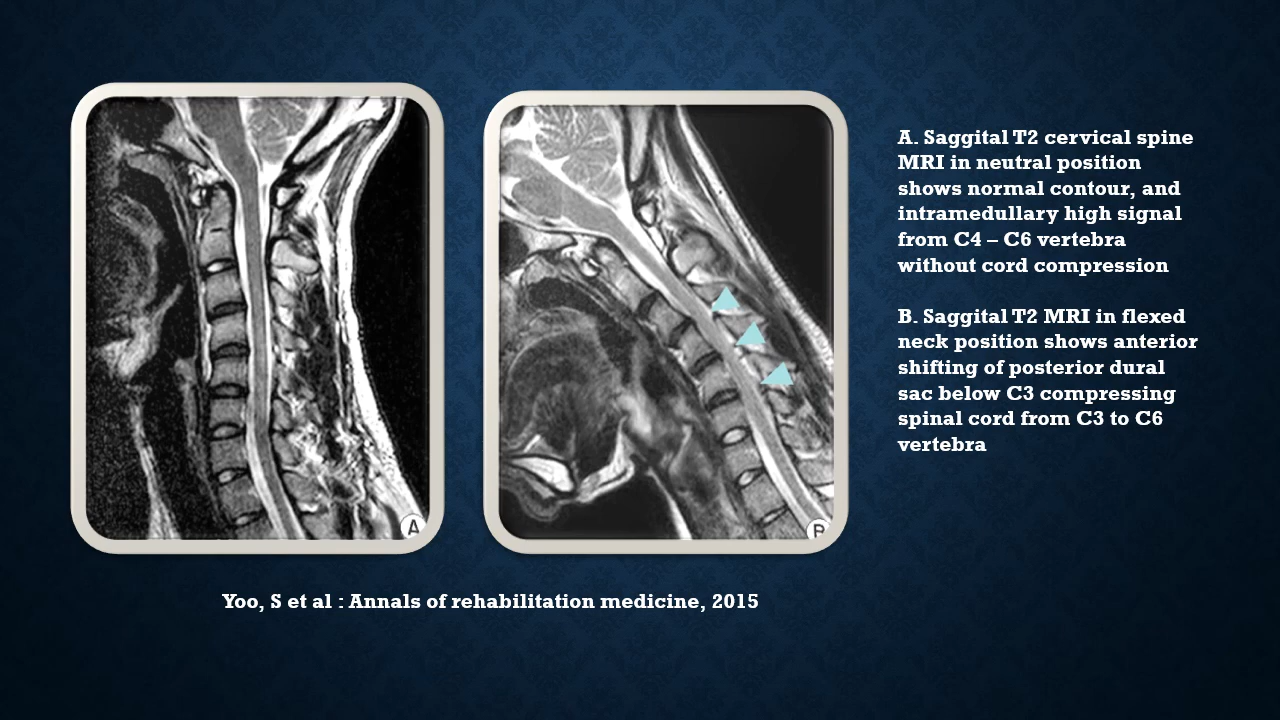 A. Saggital T2 cervical spine
MRI in neutral position
shows normal contour, and
intramedullary high signal
from C4 – C6 vertebra
without cord compression
B. Saggital T2 MRI in flexed
neck position shows anterior
shifting of posterior dural
sac below C3 compressing
spinal cord from C3 to C6
vertebra
A
B
Yoo, S et al : Annals of rehabilitation medicine, 2015